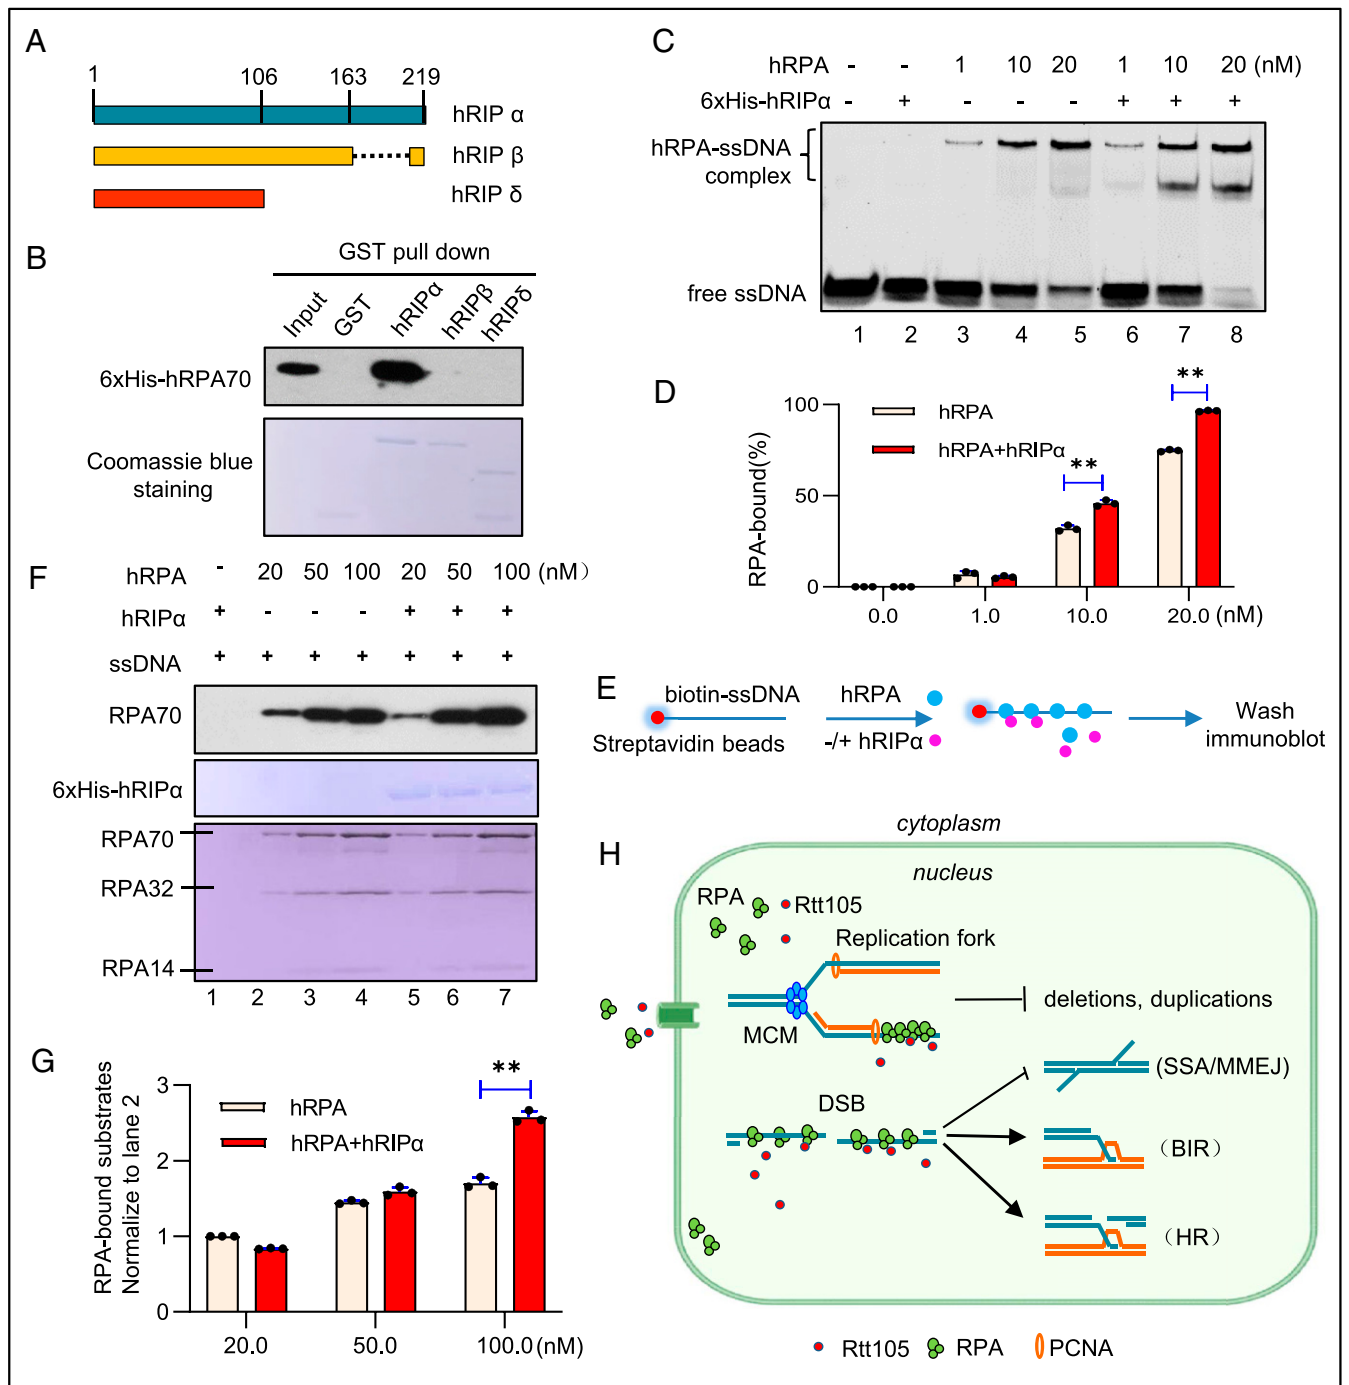 A
1 106 163 219
hRIP α
hRIP β
hRIP δ
B
GST pull down
Input GST hRIPα hRIPβ hRIPδ
6xHis-hRPA70
Coomassie blue
staining
C
hRPA - - 1 10 20 1 10 20 (nM)
6xHis-hRIPα - + - - - + + +
hRPA-ssDNA
complex
free ssDNA
1 2 3 4 5 6 7 8
D
RPA-bound(%)
100
50
0
hRPA
hRPA+hRIPα
**
**
0.0 1.0 10.0 20.0 (nM)
E
biotin-ssDNA
Streptavidin beads
hRPA
-/+ hRIPα
Wash
immunoblot
F
hRPA - 20 50 100 20 50 100 (nM)
hRIPα + - - - + + +
ssDNA + + + + + + +
RPA70
6xHis-hRIPα
RPA70
RPA32
RPA14
1 2 3 4 5 6 7
G
RPA-bound substrates
Normalize to lane 2
3
2
1
0
hRPA
hRPA+hRIPα
**
20.0 50.0 100.0 (nM)
H
cytoplasm
nucleus
RPA
Rtt105
Replication fork
MCM
deletions, duplications
(SSA/MMEJ)
DSB
(BIR)
(HR)
Rtt105 RPA PCNA